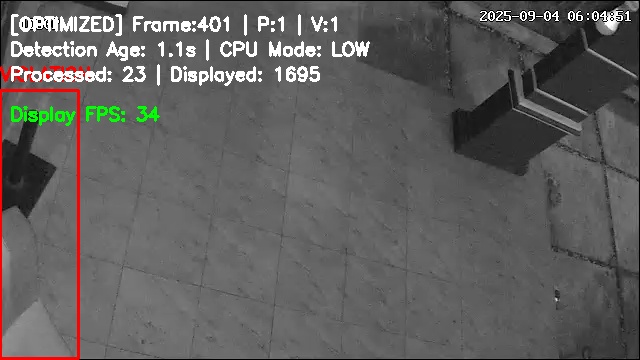 [OPTIMIZED] Frame:401 | P:1 | V:1
2025-09-04 06:04:51
Detection Age: 1.1s | CPU Mode: LOW
Processed: 23 | Displayed: 1695
Display FPS: 34